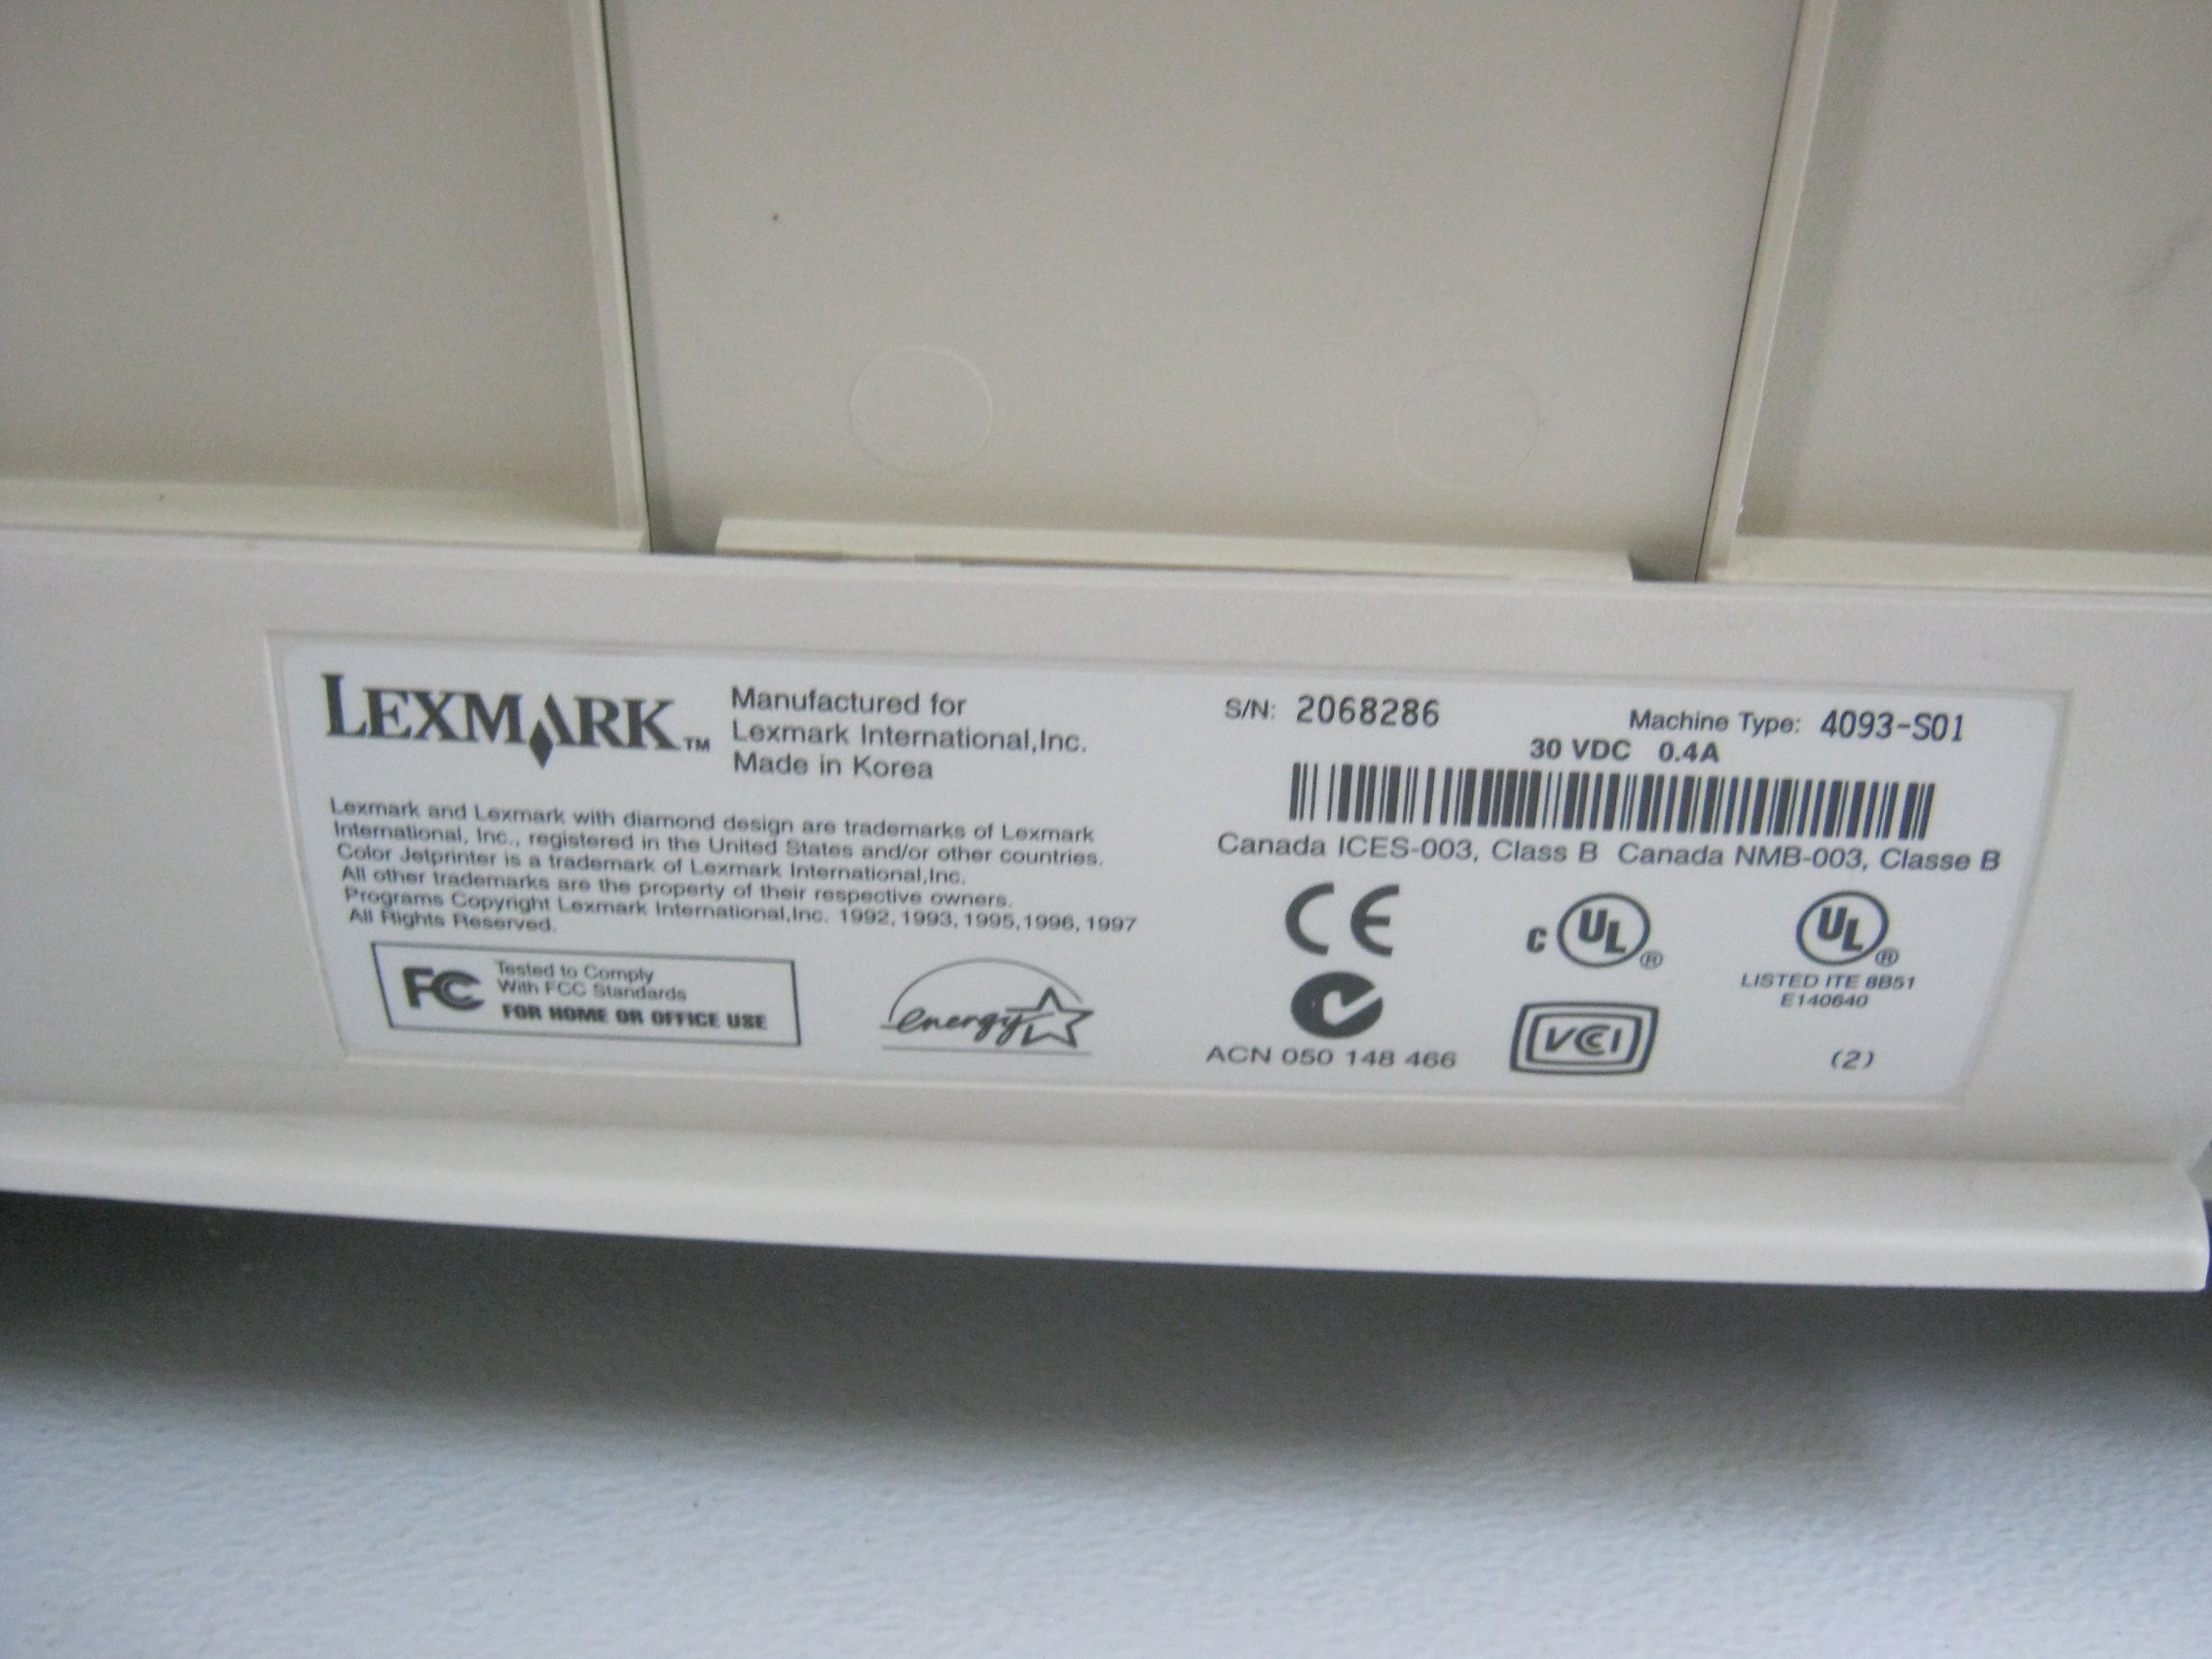 LEXMARK™
Manufactured for
Lexmark International,Inc.
Made in Korea
Lexmark and Lexmark with diamond design are trademarks of Lexmark
International, Inc., registered in the United States and/or other countries.
Color Jetprinter is a trademark of Lexmark International,Inc.
All other trademarks are the property of their respective owners.
Programs Copyright Lexmark International,Inc. 1992, 1993, 1995,1996, 1997
All Rights Reserved.
FC
Tested to Comply
With FCC Standards
FOR HOME OR OFFICE USE
energy
S/N: 2068286
Machine Type: 4093-S01
30 VDC 0.4A
Canada ICES-003, Class B Canada NMB-003, Classe B
CE
C UL ®
UL ®
LISTED ITE 8B51
E140640
ACN 050 148 466
VCCI
(2)